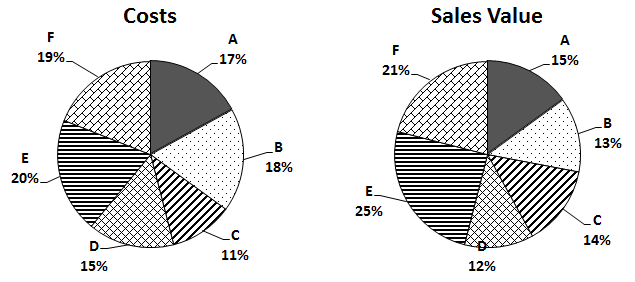 Costs
A
17%
B
18%
C
11%
D
15%
E
20%
F
19%
Sales Value
A
15%
B
13%
C
14%
D
12%
E
25%
F
21%